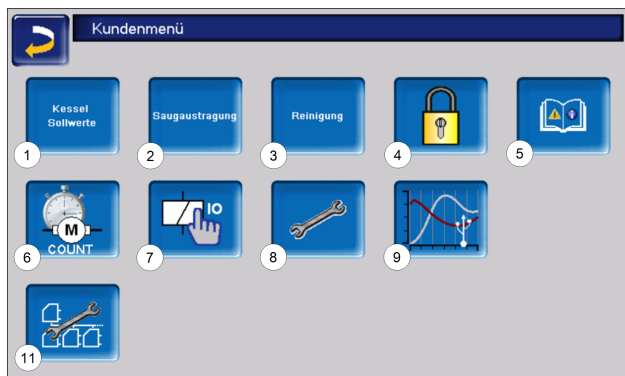 Kundenmenü
Kessel
Sollwerte
Saugaustragung
Reinigung
1
2
3
4
5
M
COUNT
IO
6
7
8
9
11